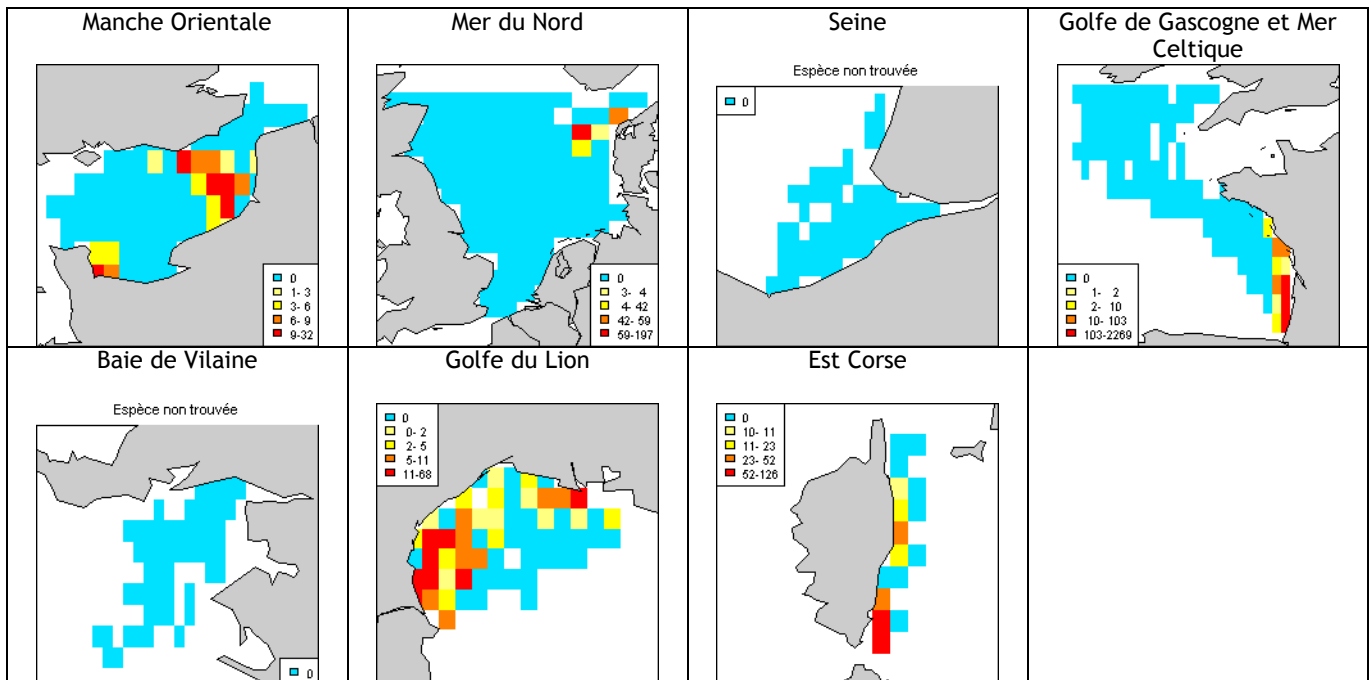 Manche Orientale
0
1- 3
3- 6
6- 9
9-32
Mer du Nord
0
3- 4
4- 42
42- 59
59-197
Seine
Espèce non trouvée
0
Golfe de Gascogne et Mer
Celtique
0
1- 2
2- 10
10- 103
103-2269
Baie de Vilaine
Espèce non trouvée
0
Golfe du Lion
0
0- 2
2- 5
5-11
11-68
Est Corse
0
10- 11
11- 23
23- 52
52-126